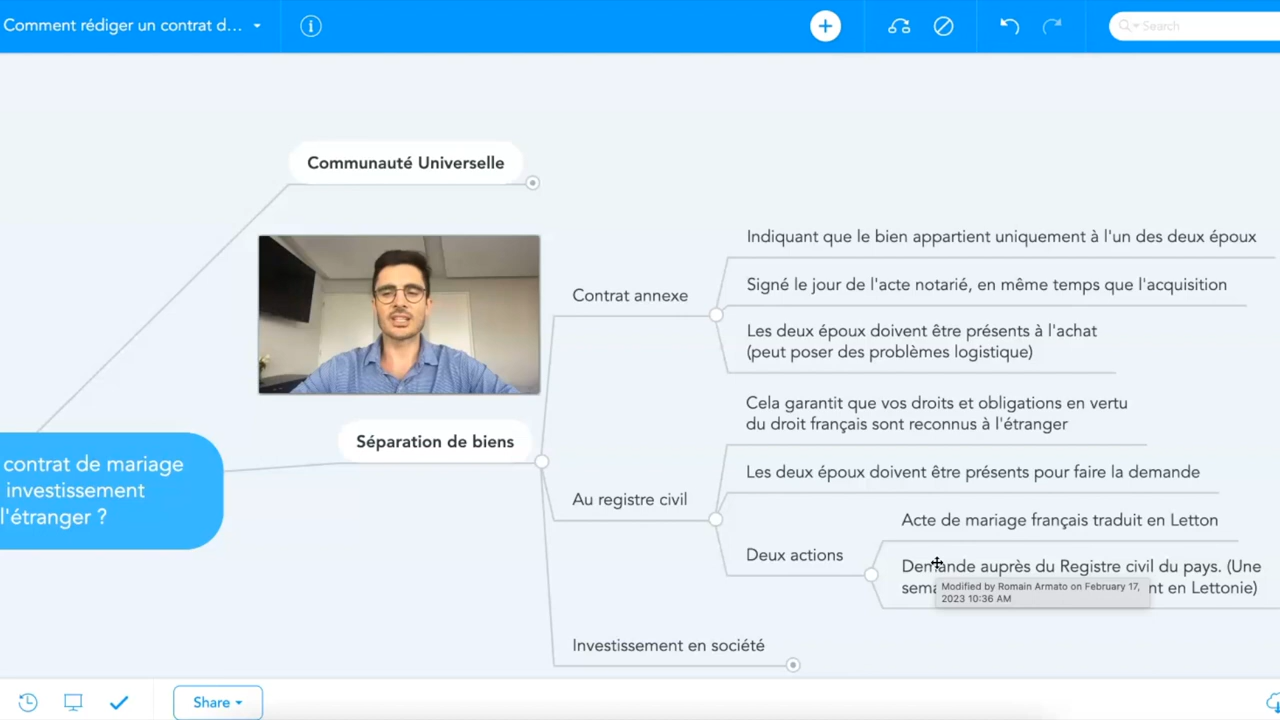 Comment rédiger un contrat d...
Search
Communauté Universelle
Indiquant que le bien appartient uniquement à l'un des deux époux
Contrat annexe
Signé le jour de l'acte notarié, en même temps que l'acquisition
Les deux époux doivent être présents à l'achat
(peut poser des problèmes logistique)
Cela garantit que vos droits et obligations en vertu
du droit français sont reconnus à l'étranger
Séparation de biens
contrat de mariage
investissement
l'étranger ?
Les deux époux doivent être présents pour faire la demande
Au registre civil
Acte de mariage français traduit en Letton
Deux actions
Demande auprès du Registre civil du pays. (Une
nt en Lettonie)
Modified by Romain Armato on February 17,
2023 10:36 AM
Investissement en société
Share